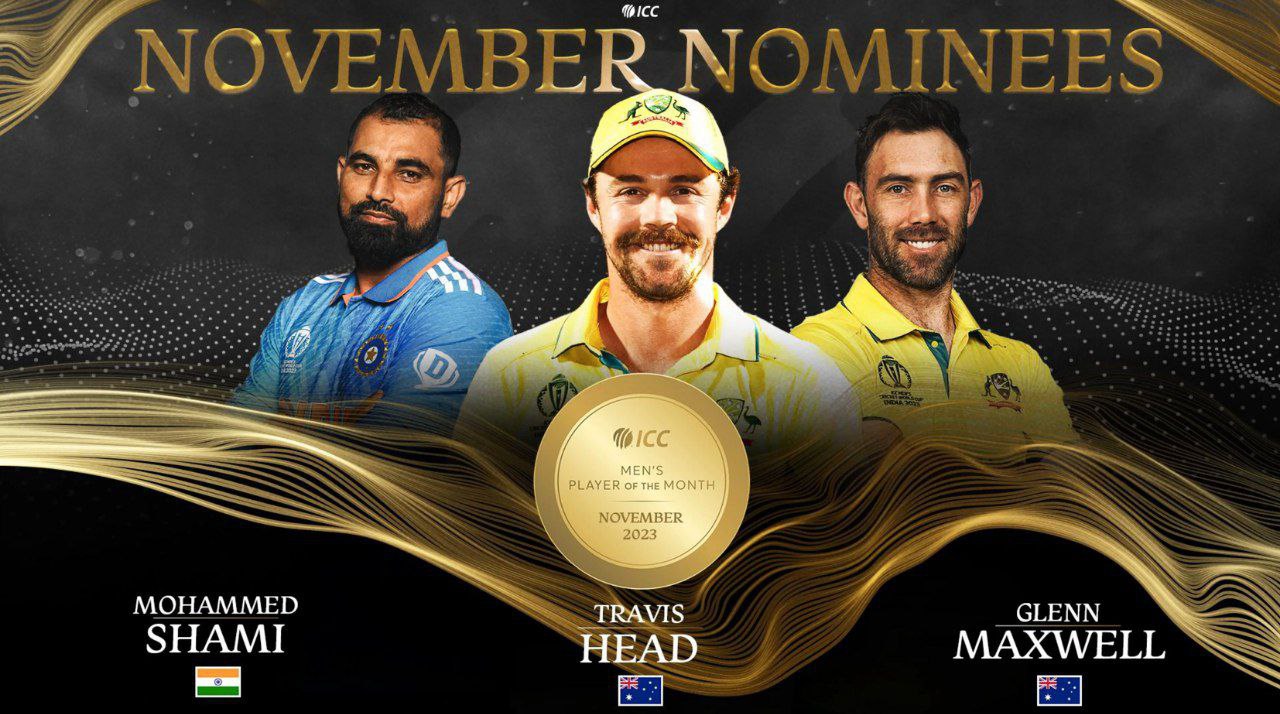 ICC
NOVEMBER NOMINEES
ICC
MEN'S
PLAYER OF THE MONTH
NOVEMBER
2023
MOHAMMED
SHAMI
TRAVIS
HEAD
GLENN
MAXWELL